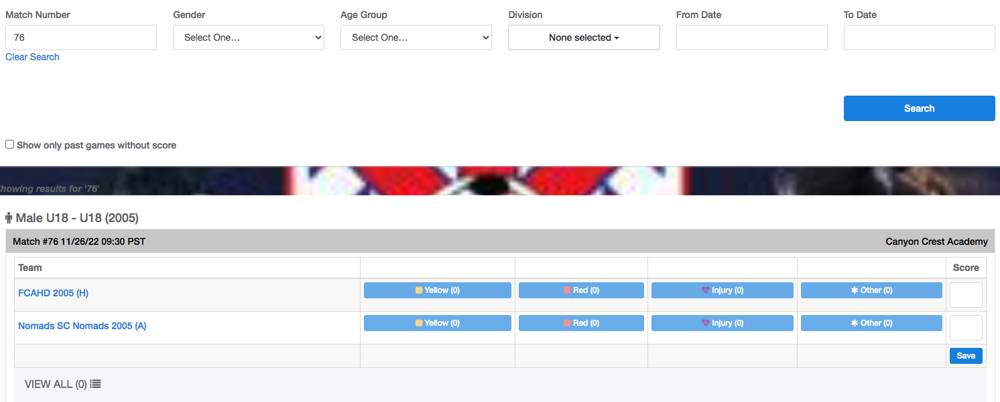 Match Number Gender Age Group Division From Date To Date
76 Select One... Select One... None selected
Clear Search
Search
Show only past games without score
howing results for '76'
Male U18 - U18 (2005)
Match #76 11/26/22 09:30 PST Canyon Crest Academy
Team Score
FCAHD 2005 (H) Yellow (0) Red (0) Injury (0) Other (0)
Nomads SC Nomads 2005 (A) Yellow (0) Red (0) Injury (0) Other (0)
Save
VIEW ALL (0)